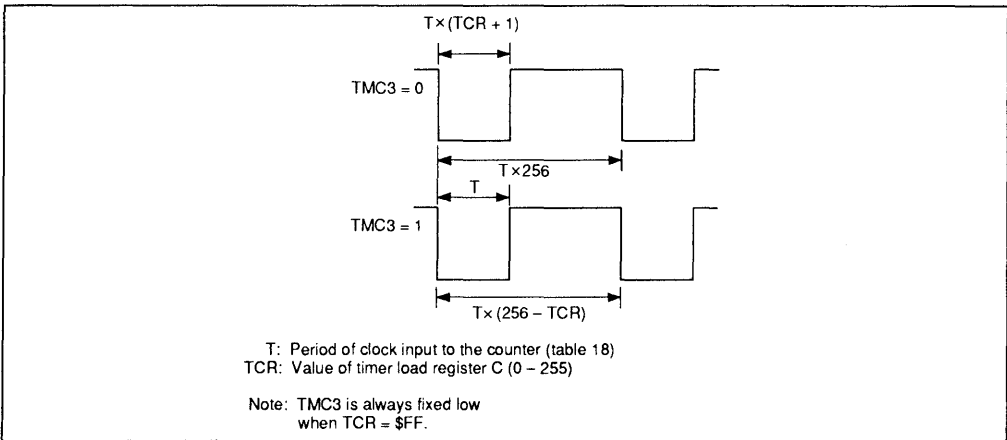 T×(TCR + 1)
TMC3 = 0
T×256
T
TMC3 = 1
T×(256 – TCR)
T: Period of clock input to the counter (table 18)
TCR: Value of timer load register C (0 – 255)
Note: TMC3 is always fixed low
when TCR = $FF.